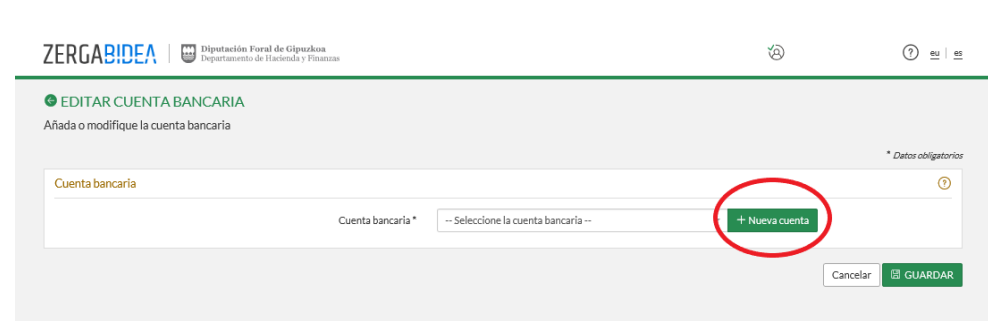 ZERGABIDEA
Diputación Foral de Gipuzkoa
Departamento de Hacienda y Finanzas
? eu | es
EDITAR CUENTA BANCARIA
Añada o modifique la cuenta bancaria
* Datos obligatorios
Cuenta bancaria ?
Cuenta bancaria * -- Seleccione la cuenta bancaria -- + Nueva cuenta
Cancelar GUARDAR